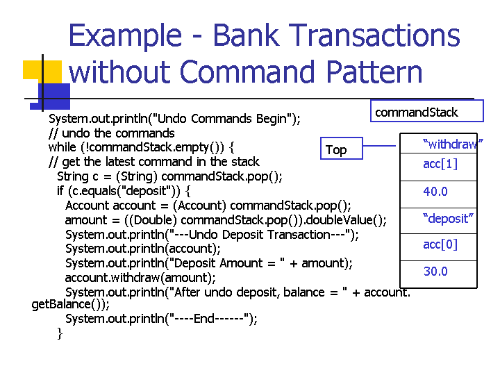 Example - Bank Transactions
without Command Pattern
System.out.println("Undo Commands Begin");
// undo the commands
while (!commandStack.empty()) {
// get the latest command in the stack
String c = (String) commandStack.pop();
if (c.equals("deposit")) {
Account account = (Account) commandStack.pop();
amount = ((Double) commandStack.pop()).doubleValue();
System.out.println("---Undo Deposit Transaction---");
System.out.println(account);
System.out.println("Deposit Amount = " + amount);
account.withdraw(amount);
System.out.println("After undo deposit, balance = " + account.
getBalance());
System.out.println("----End------");
}
commandStack
Top
“withdraw”
acc[1]
40.0
“deposit”
acc[0]
30.0